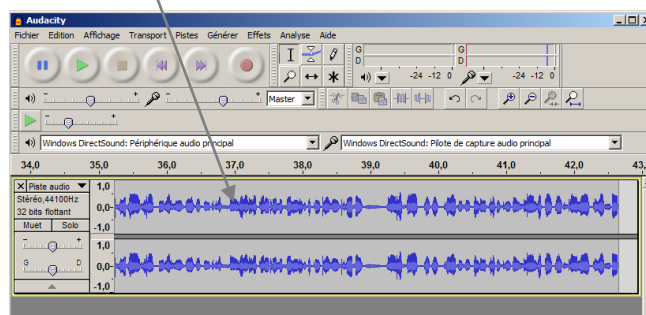 Audacity
Fichier Edition Affichage Transport Pistes Générer Effets Analyse Aide
G G
D D
-24 -12 0 -24 -12 0
- + - + Master
- +
Windows DirectSound: Périphérique audio principal Windows DirectSound: Pilote de capture audio principal
34,0 35,0 36,0 37,0 38,0 39,0 40,0 41,0 42,0 43,
X Piste audio 1,0
Stéréo,44100Hz
32 bits flottant 0,0
Muet Solo -1,0
- + 1,0
G D 0,0
-1,0